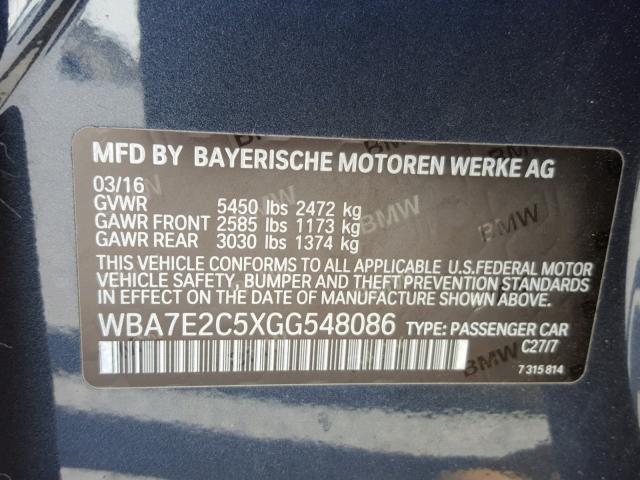 MFD BY BAYERISCHE MOTOREN WERKE AG
03/16
GVWR 5450 lbs 2472 kg
GAWR FRONT 2585 lbs 1173 kg
GAWR REAR 3030 lbs 1374 kg
THIS VEHICLE CONFORMS TO ALL APPLICABLE U.S.FEDERAL MOTOR
VEHICLE SAFETY, BUMPER AND THEFT PREVENTION STANDARDS
IN EFFECT ON THE DATE OF MANUFACTURE SHOWN ABOVE.
WBA7E2C5XGG548086 TYPE: PASSENGER CAR
C27/7
7 315 814